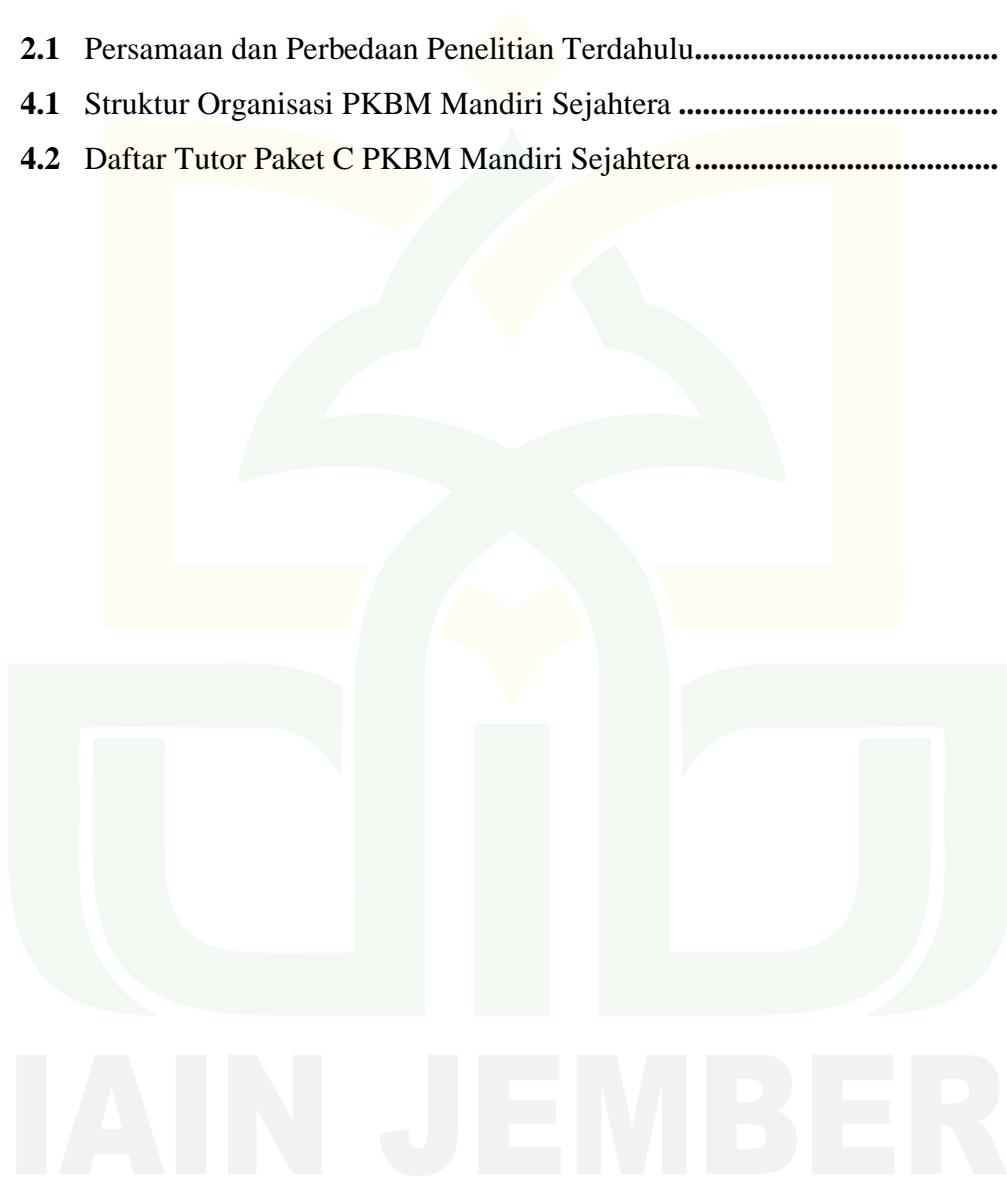 2.1 Persamaan dan Perbedaan Penelitian Terdahulu.......................................
4.1 Struktur Organisasi PKBM Mandiri Sejahtera .........................................
4.2 Daftar Tutor Paket C PKBM Mandiri Sejahtera.......................................
IAIN JEMBER